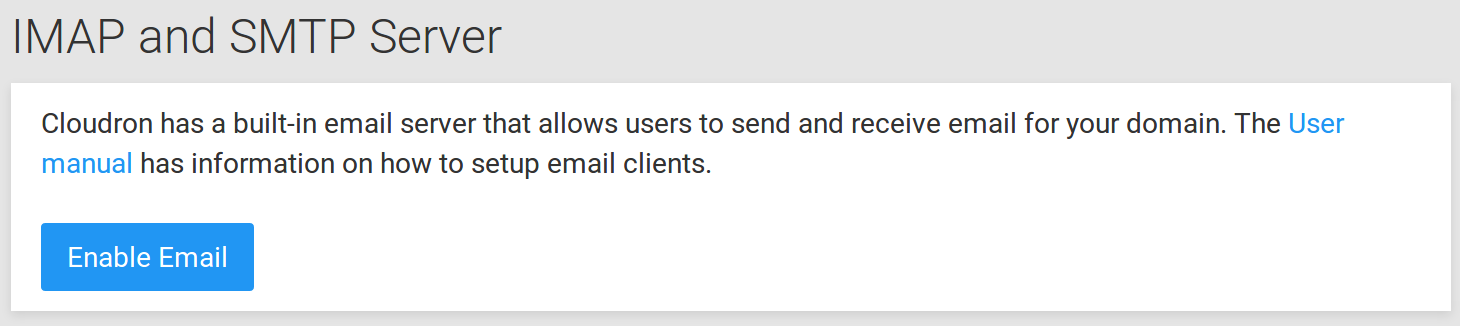 IMAP and SMTP Server
Cloudron has a built-in email server that allows users to send and receive email for your domain. The User
manual has information on how to setup email clients.
Enable Email